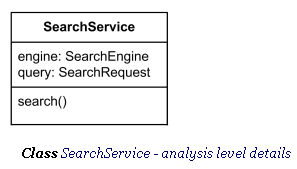 SearchService
engine: SearchEngine
query: SearchRequest
search()
Class SearchService - analysis level details